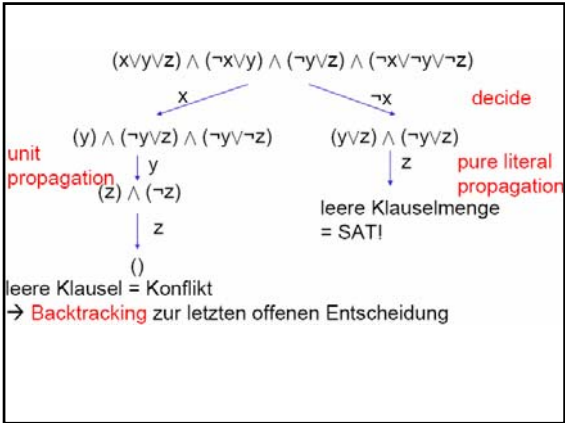 (x∨y∨z) ∧ (¬x∨y) ∧ (¬y∨z) ∧ (¬x∨¬y∨¬z)
x
¬x
decide
(y) ∧ (¬y∨z) ∧ (¬y∨¬z)
(y∨z) ∧ (¬y∨z)
unit
propagation
y
z
pure literal
propagation
(z) ∧ (¬z)
leere Klauselmenge
= SAT!
z
()
leere Klausel = Konflikt
→ Backtracking zur letzten offenen Entscheidung